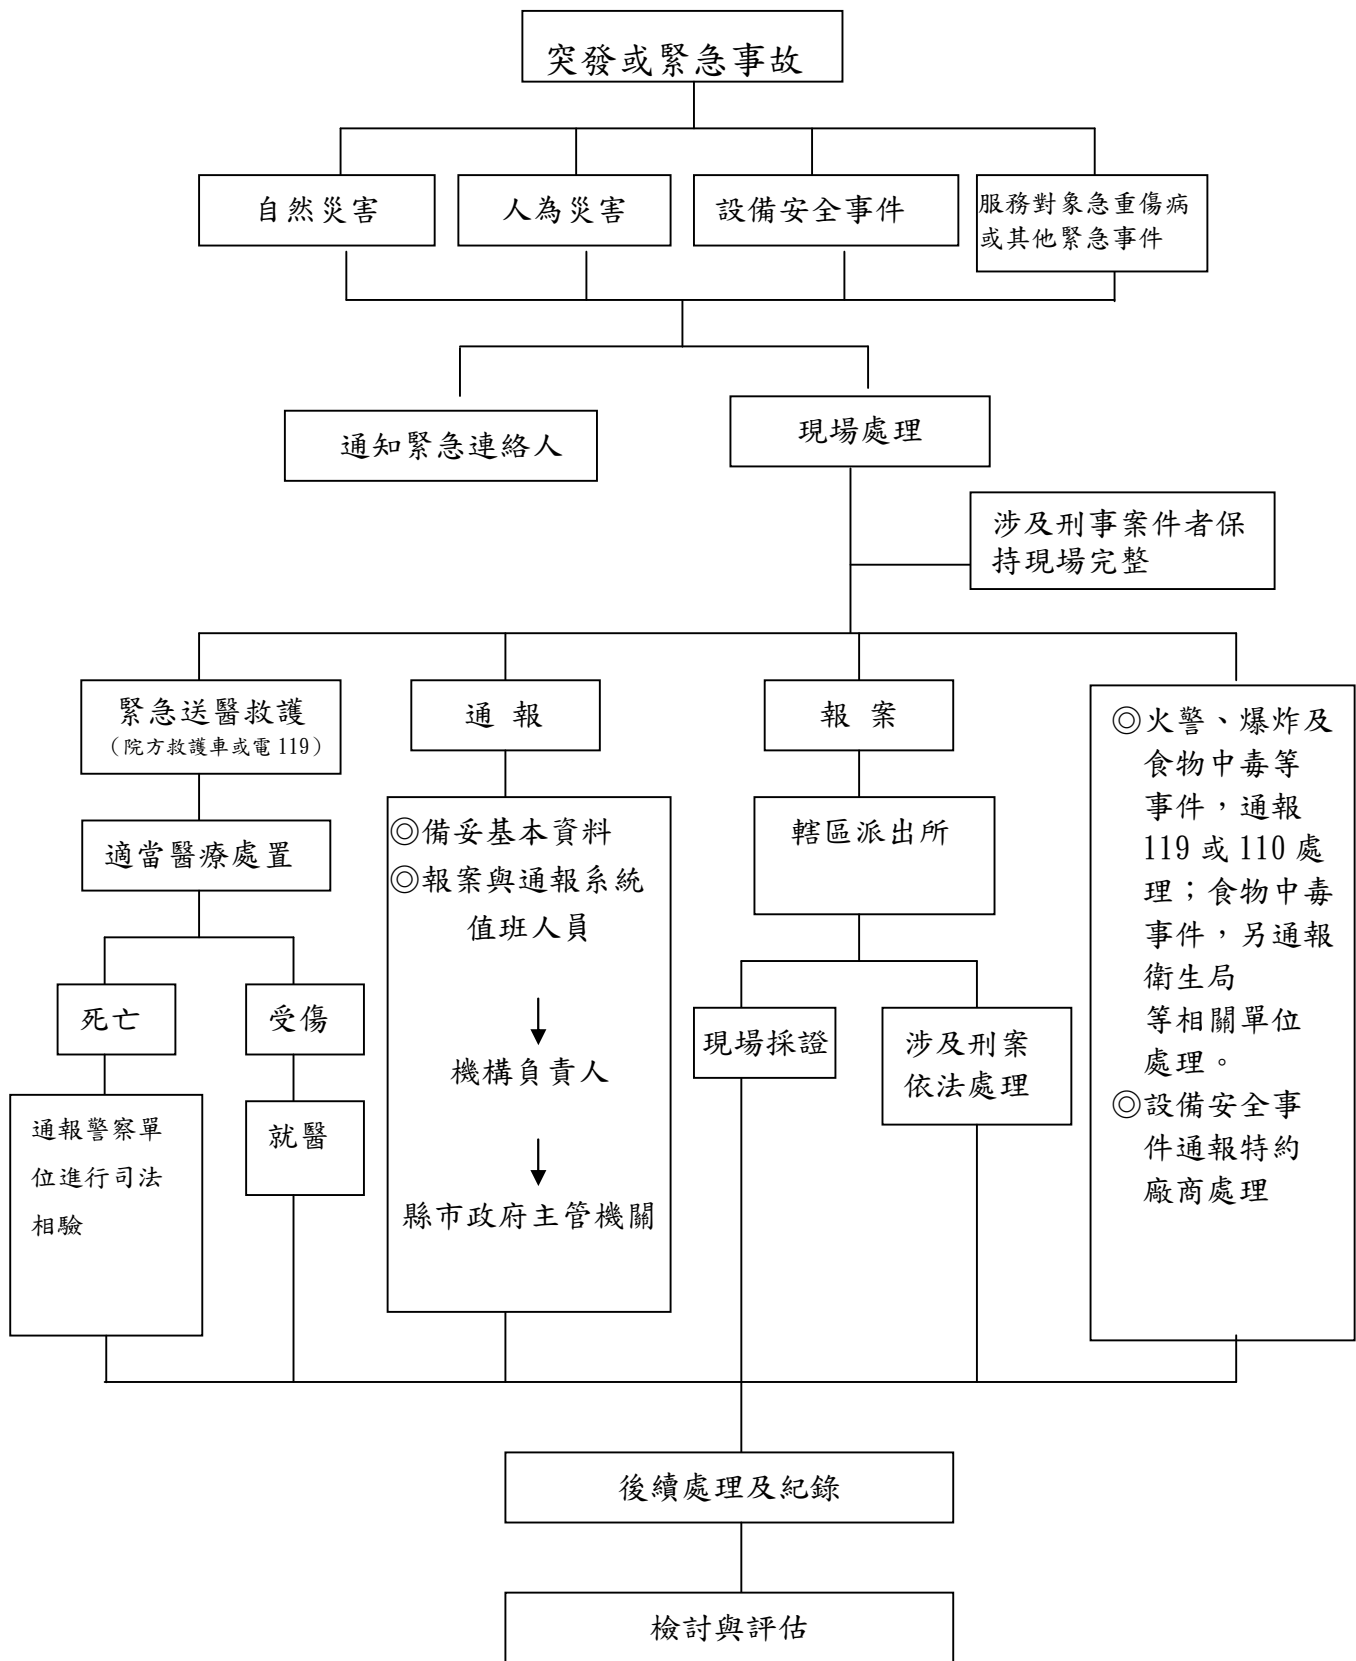 突發或緊急事故
自然災害
人為災害
設備安全事件
服務對象急重傷病
或其他緊急事件
通知緊急連絡人
現場處理
涉及刑事案件者保
持現場完整
緊急送醫救護
（院方救護車或電 119）
通 報
報 案
◎火警、爆炸及
食物中毒等
事件，通報
119 或 110 處
理；食物中毒
事件，另通報
衛生局
等相關單位
處理。
◎設備安全事
件通報特約
廠商處理
適當醫療處置
◎備妥基本資料
◎報案與通報系統
值班人員
機構負責人
縣市政府主管機關
轄區派出所
死亡
受傷
現場採證
涉及刑案
依法處理
通報警察單
位進行司法
相驗
就醫
後續處理及紀錄
檢討與評估